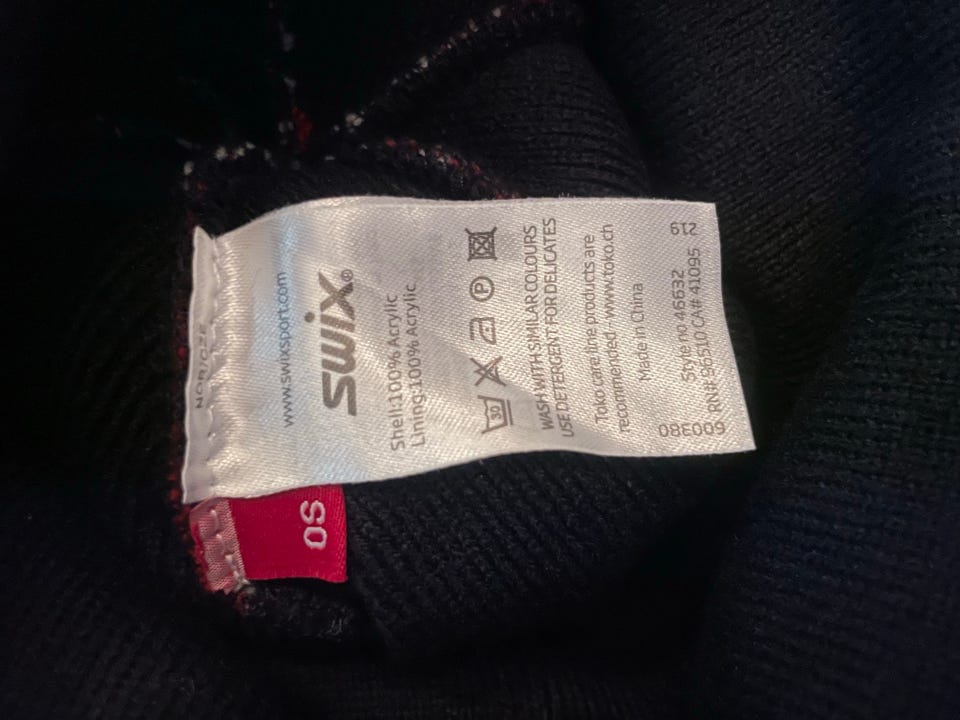 www.swixsport.com
swix®
Shell:100% Acrylic
Lining:100% Acrylic
30 P
WASH WITH SIMILAR COLOURS
USE DETERGENT FOR DELICATES
Toko care line products are
recommended - www.toko.ch
Made in China
Style no 46632
RN# 96510 CA# 41095
600380
219
OS